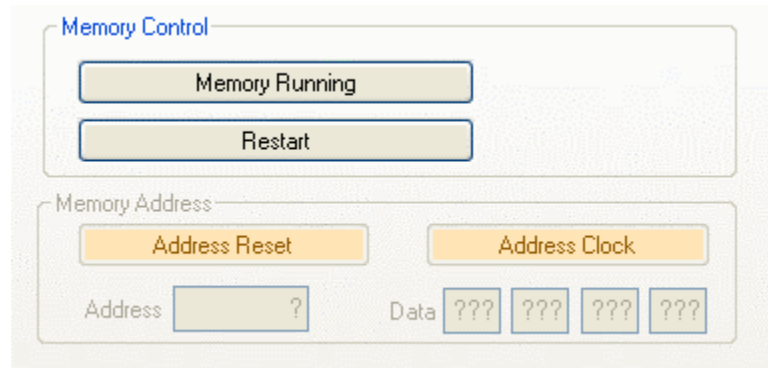 Memory Control
Memory Running
Restart
Memory Address
Address Reset Address Clock
Address ? Data ??? ??? ??? ???